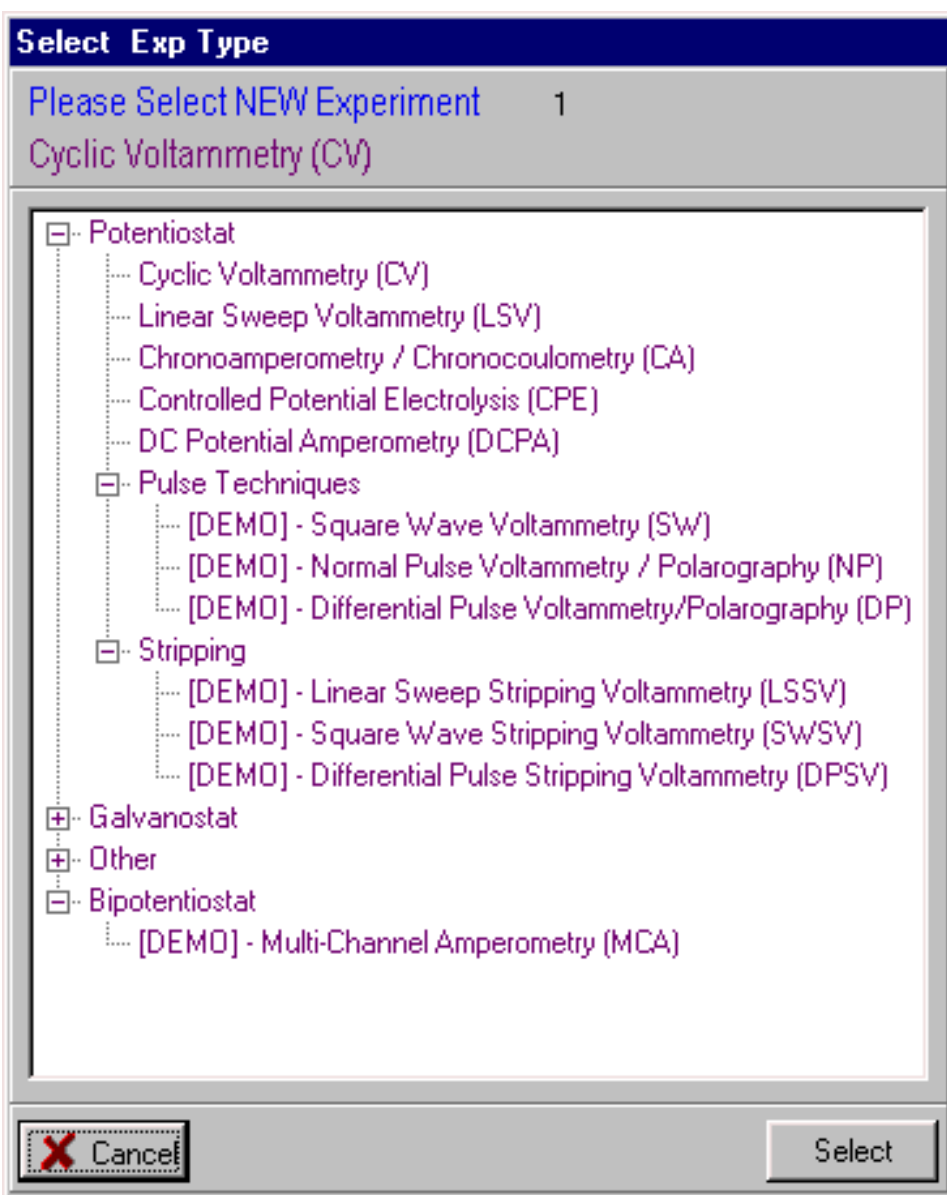 Select Exp Type
Please Select NEW Experiment 1
Cyclic Voltammetry (CV)
Potentiostat
Cyclic Voltammetry (CV)
Linear Sweep Voltammetry (LSV)
Chronoamperometry / Chronocoulometry (CA)
Controlled Potential Electrolysis (CPE)
DC Potential Amperometry (DCPA)
Pulse Techniques
[DEMO] - Square Wave Voltammetry (SW)
[DEMO] - Normal Pulse Voltammetry / Polarography (NP)
[DEMO] - Differential Pulse Voltammetry/Polarography (DP)
Stripping
[DEMO] - Linear Sweep Stripping Voltammetry (LSSV)
[DEMO] - Square Wave Stripping Voltammetry (SWSV)
[DEMO] - Differential Pulse Stripping Voltammetry (DPSV)
Galvanostat
Other
Bipotentiostat
[DEMO] - Multi-Channel Amperometry (MCA)
Cancel Select